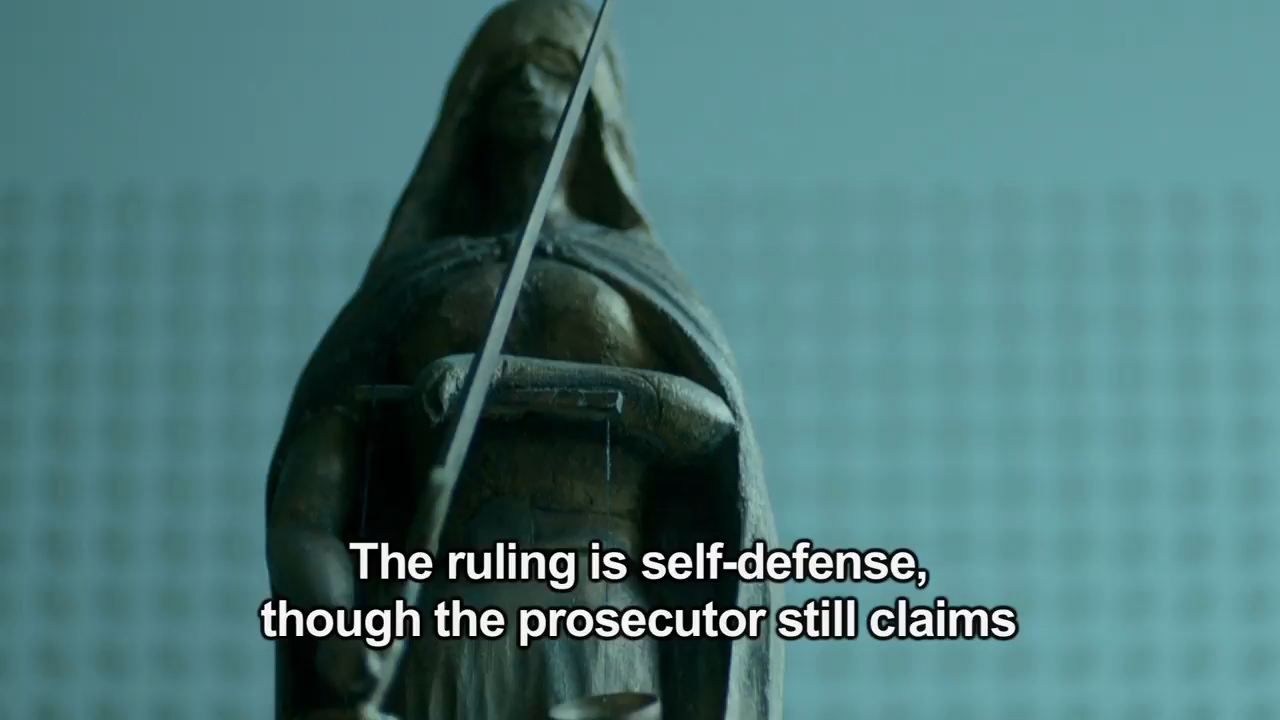 The ruling is self-defense,
though the prosecutor still claims